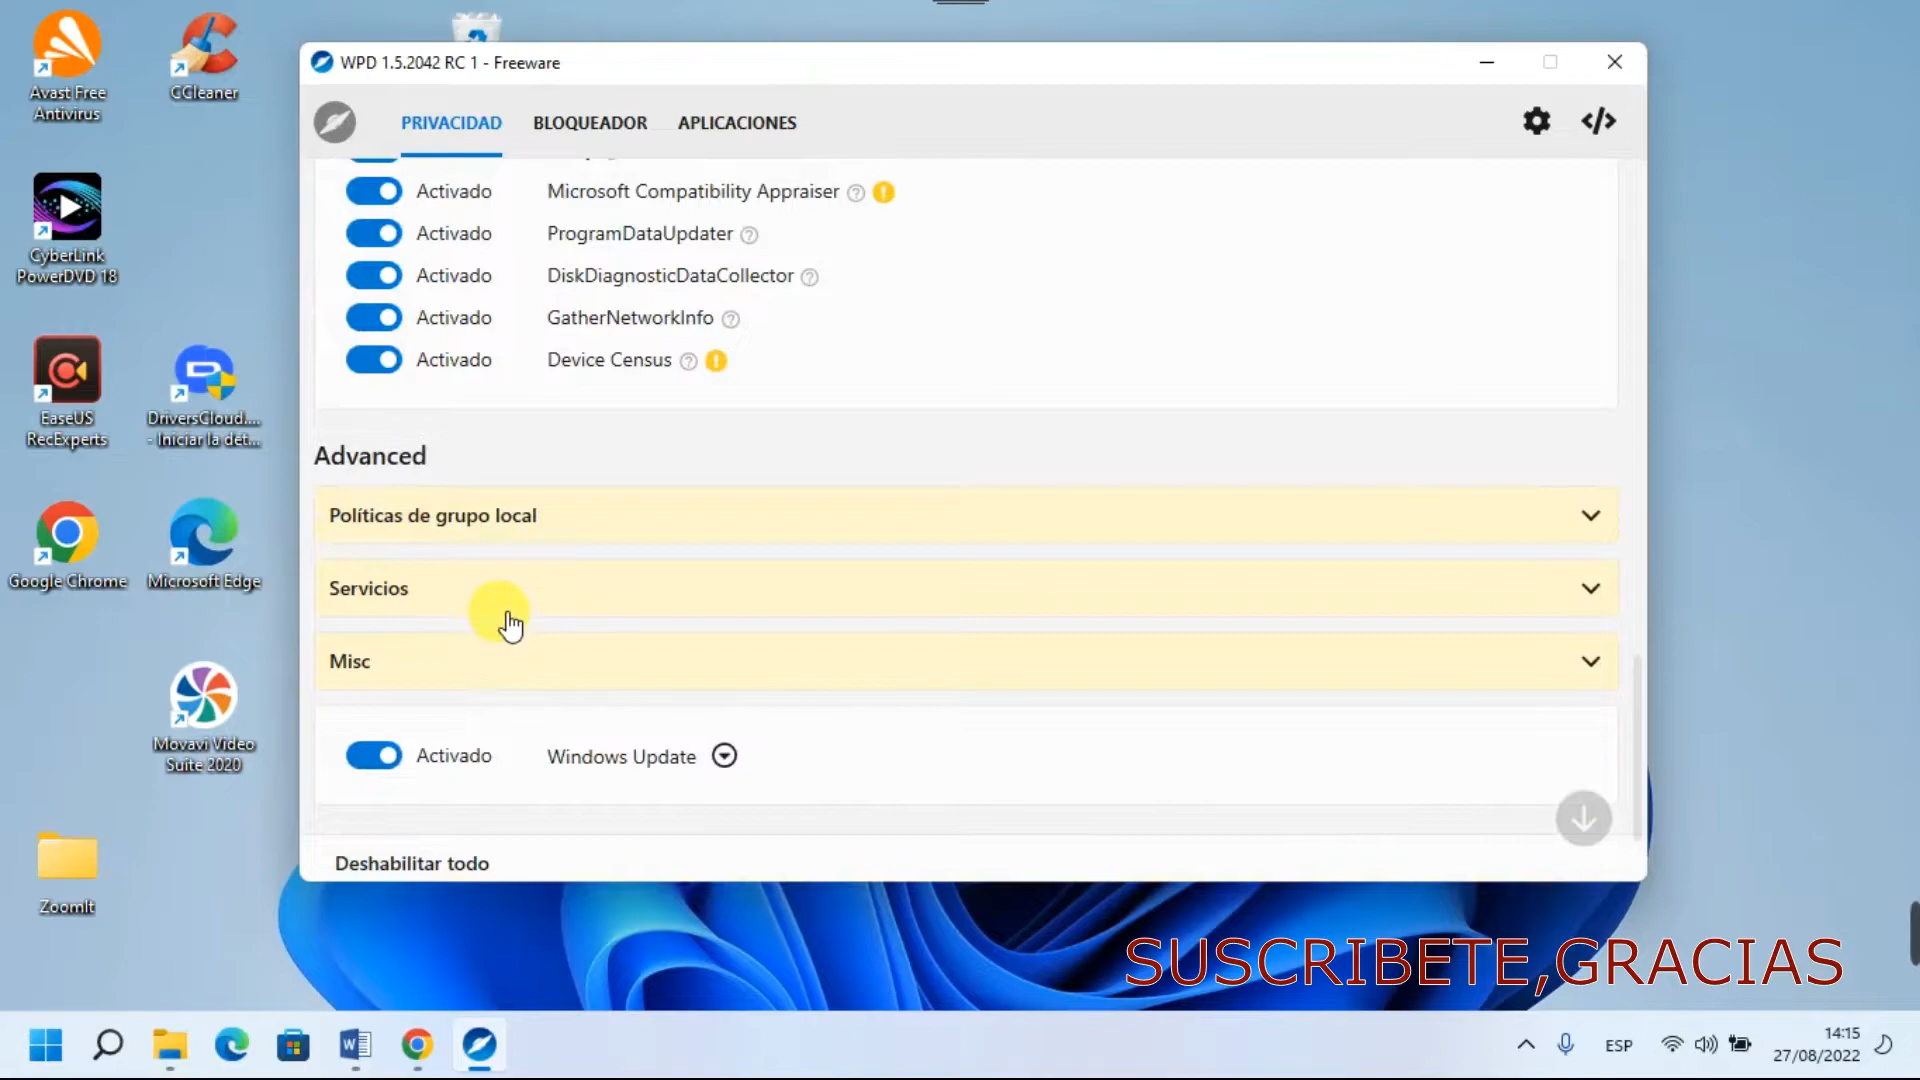 Avast Free
Antivirus
CCleaner
CyberLink
PowerDVD 18
EaseUS
RecExperts
DriversCloud....
- Iniciar la det...
Google Chrome
Microsoft Edge
Movavi Video
Suite 2020
ZoomIt
WPD 1.5.2042 RC 1 - Freeware
PRIVACIDAD
BLOQUEADOR
APLICACIONES
Activado Microsoft Compatibility Appraiser
Activado ProgramDataUpdater
Activado DiskDiagnosticDataCollector
Activado GatherNetworkInfo
Activado Device Census
Advanced
Políticas de grupo local
Servicios
Misc
Activado Windows Update
Deshabilitar todo
SUSCRIBETE,GRACIAS
ESP
14:15
27/08/2022